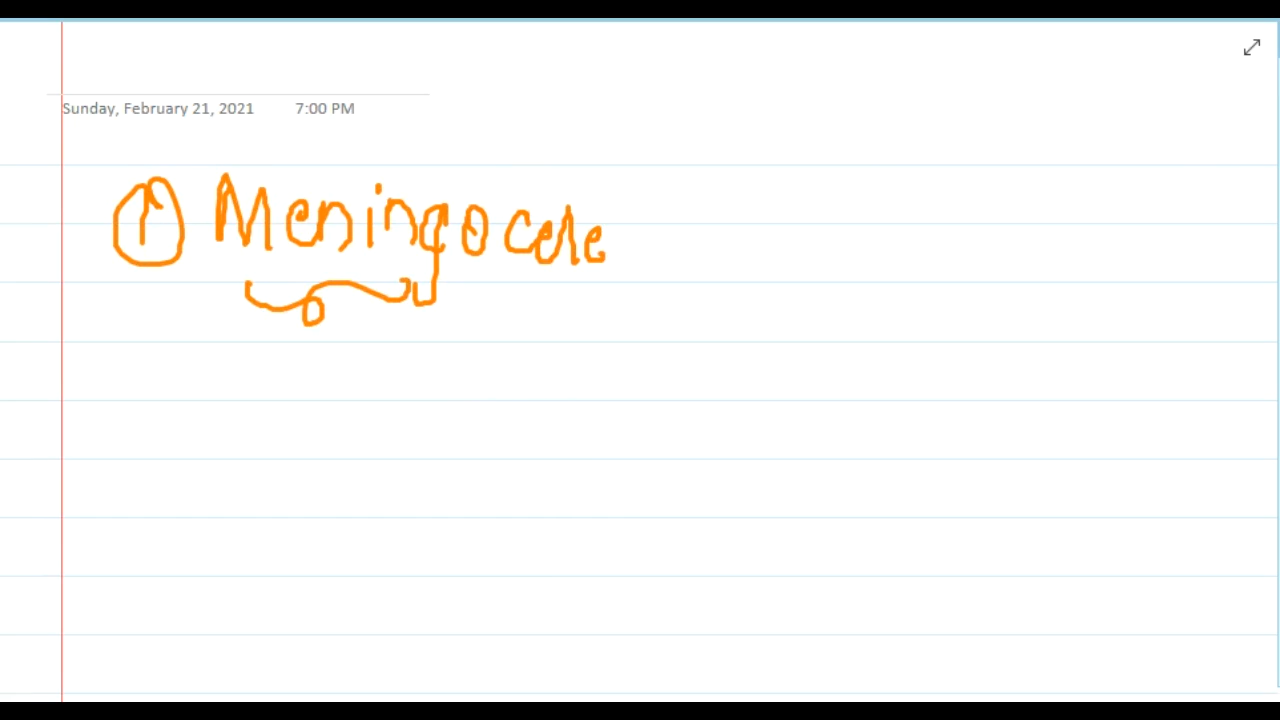 Sunday, February 21, 2021 7:00 PM
① Meningocele